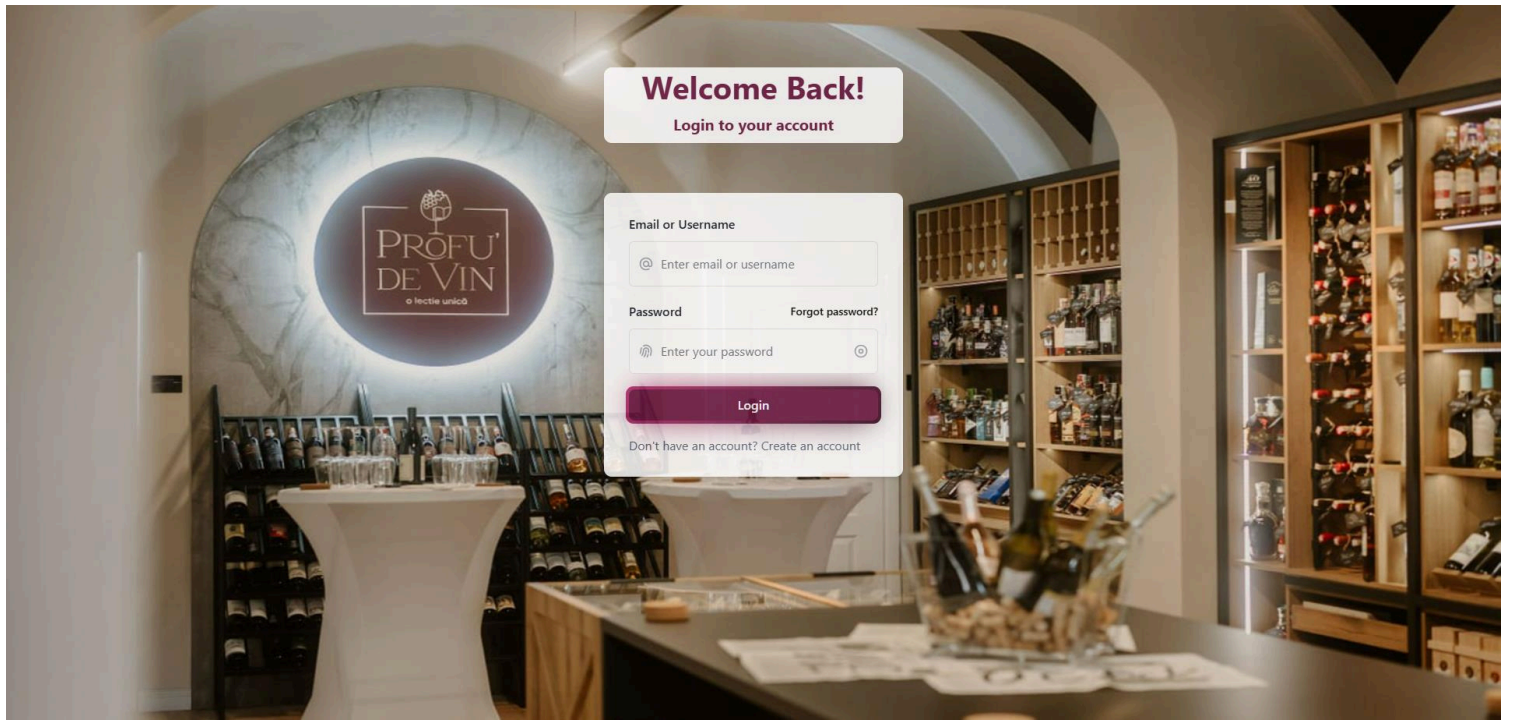 Welcome Back!
Login to your account
PROFU'
DE VIN
o lectie unică
Email or Username
Enter email or username
Password
Forgot password?
Enter your password
Login
Don't have an account? Create an account